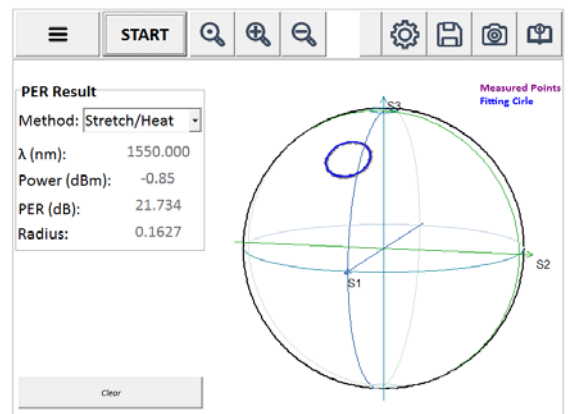 START
PER Result
Method: Stretch/Heat
λ (nm): 1550.000
Power (dBm): -0.85
PER (dB): 21.734
Radius: 0.1627
Clear
Measured Points
Fitting Cirle
S3
S2
S1